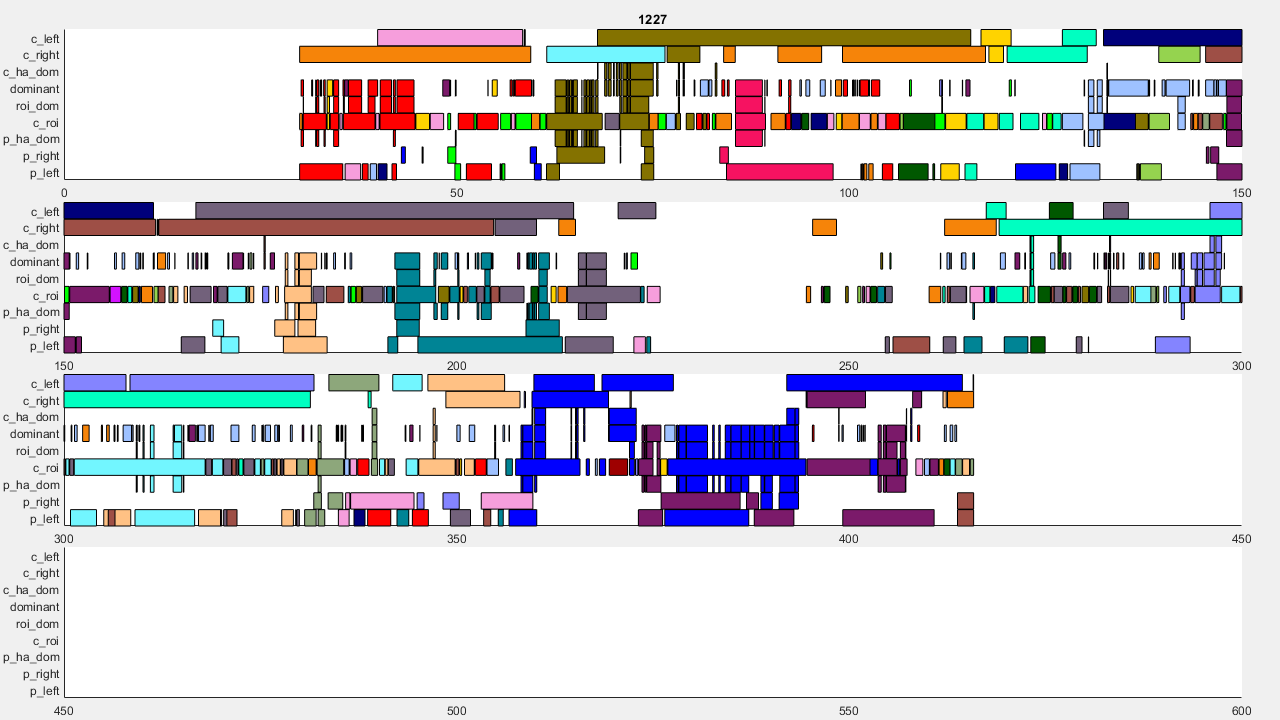 1227
c_left
c_right
c_ha_dom
dominant
roi_dom
c_roi
p_ha_dom
p_right
p_left
0 50 100 150
c_left
c_right
c_ha_dom
dominant
roi_dom
c_roi
p_ha_dom
p_right
p_left
150 200 250 300
c_left
c_right
c_ha_dom
dominant
roi_dom
c_roi
p_ha_dom
p_right
p_left
300 350 400 450
c_left
c_right
c_ha_dom
dominant
roi_dom
c_roi
p_ha_dom
p_right
p_left
450 500 550 600